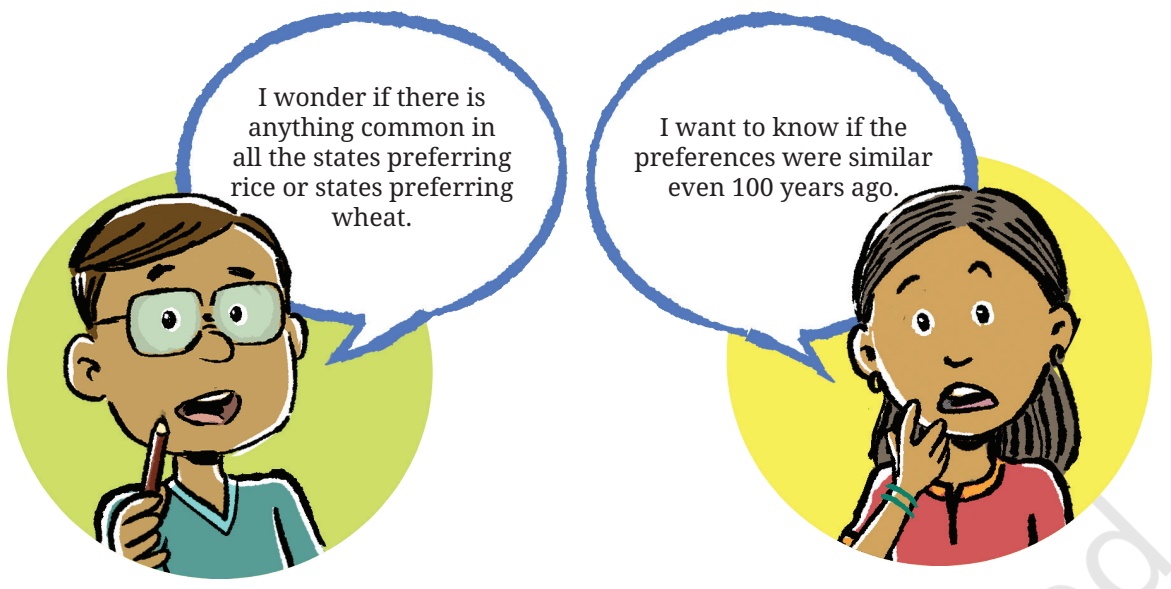 I wonder if there is
anything common in
all the states preferring
rice or states preferring
wheat.
I want to know if the
preferences were similar
even 100 years ago.